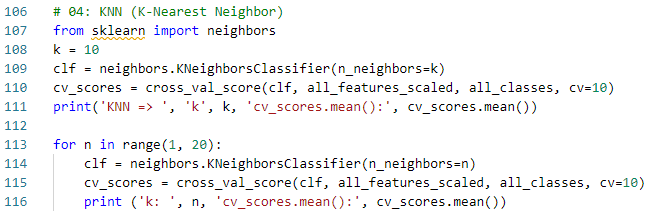 106 # 04: KNN (K-Nearest Neighbor)
107 from sklearn import neighbors
108 k = 10
109 clf = neighbors.KNeighborsClassifier(n_neighbors=k)
110 cv_scores = cross_val_score(clf, all_features_scaled, all_classes, cv=10)
111 print('KNN => ', 'k', k, 'cv_scores.mean():', cv_scores.mean())
112
113 for n in range(1, 20):
114     clf = neighbors.KNeighborsClassifier(n_neighbors=n)
115     cv_scores = cross_val_score(clf, all_features_scaled, all_classes, cv=10)
116     print ('k: ', n, 'cv_scores.mean():', cv_scores.mean())